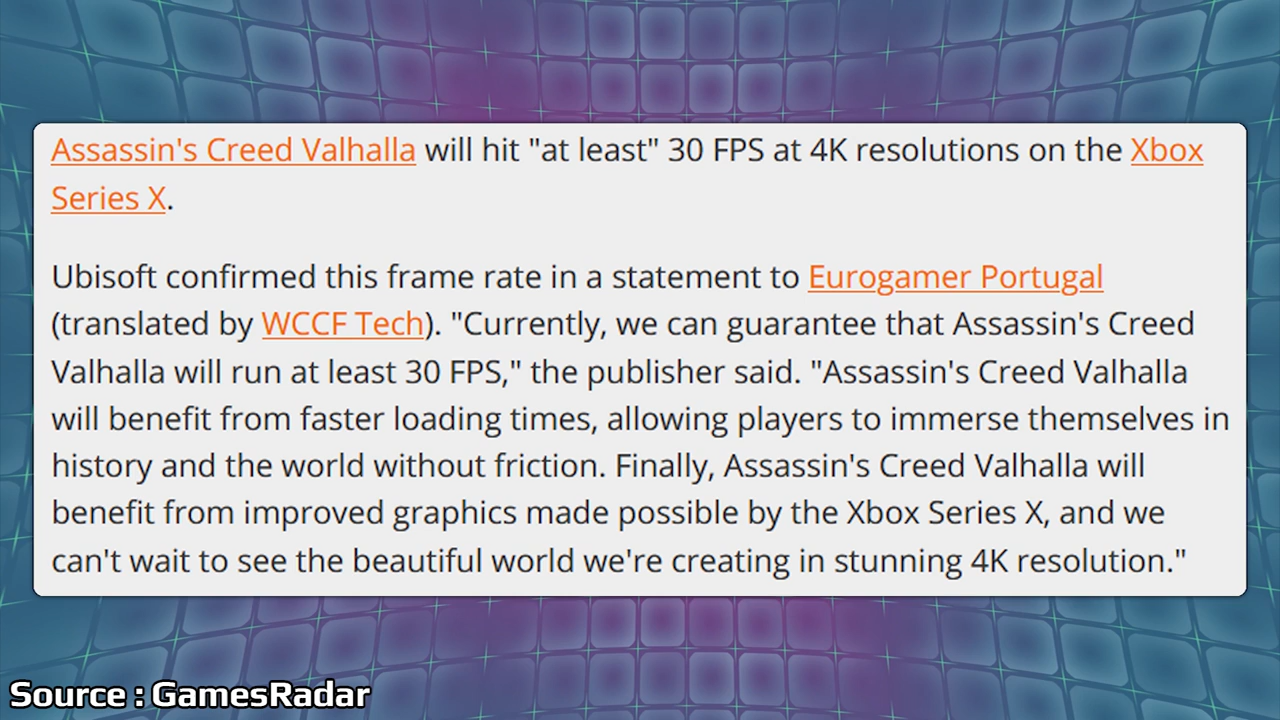 Assassin's Creed Valhalla will hit "at least" 30 FPS at 4K resolutions on the Xbox
Series X.
Ubisoft confirmed this frame rate in a statement to Eurogamer Portugal
(translated by WCCF Tech). "Currently, we can guarantee that Assassin's Creed
Valhalla will run at least 30 FPS," the publisher said. "Assassin's Creed Valhalla
will benefit from faster loading times, allowing players to immerse themselves in
history and the world without friction. Finally, Assassin's Creed Valhalla will
benefit from improved graphics made possible by the Xbox Series X, and we
can't wait to see the beautiful world we're creating in stunning 4K resolution."
Source : GamesRadar